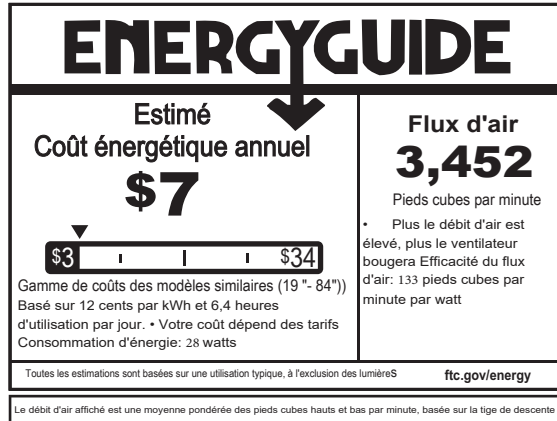 ENERGYGUIDE
Estimé
Coût énergétique annuel
$7
$3 $34
Gamme de coûts des modèles similaires (19 "- 84"))
Basé sur 12 cents par kWh et 6,4 heures
d'utilisation par jour. • Votre coût dépend des tarifs
Consommation d'énergie: 28 watts
Flux d'air
3,452
Pieds cubes par minute
• Plus le débit d'air est
élevé, plus le ventilateur
bougera Efficacité du flux
d'air: 133 pieds cubes par
minute par watt
Toutes les estimations sont basées sur une utilisation typique, à l'exclusion des lumièreS
ftc.gov/energy
Le débit d'air affiché est une moyenne pondérée des pieds cubes hauts et bas par minute, basée sur la tige de descente